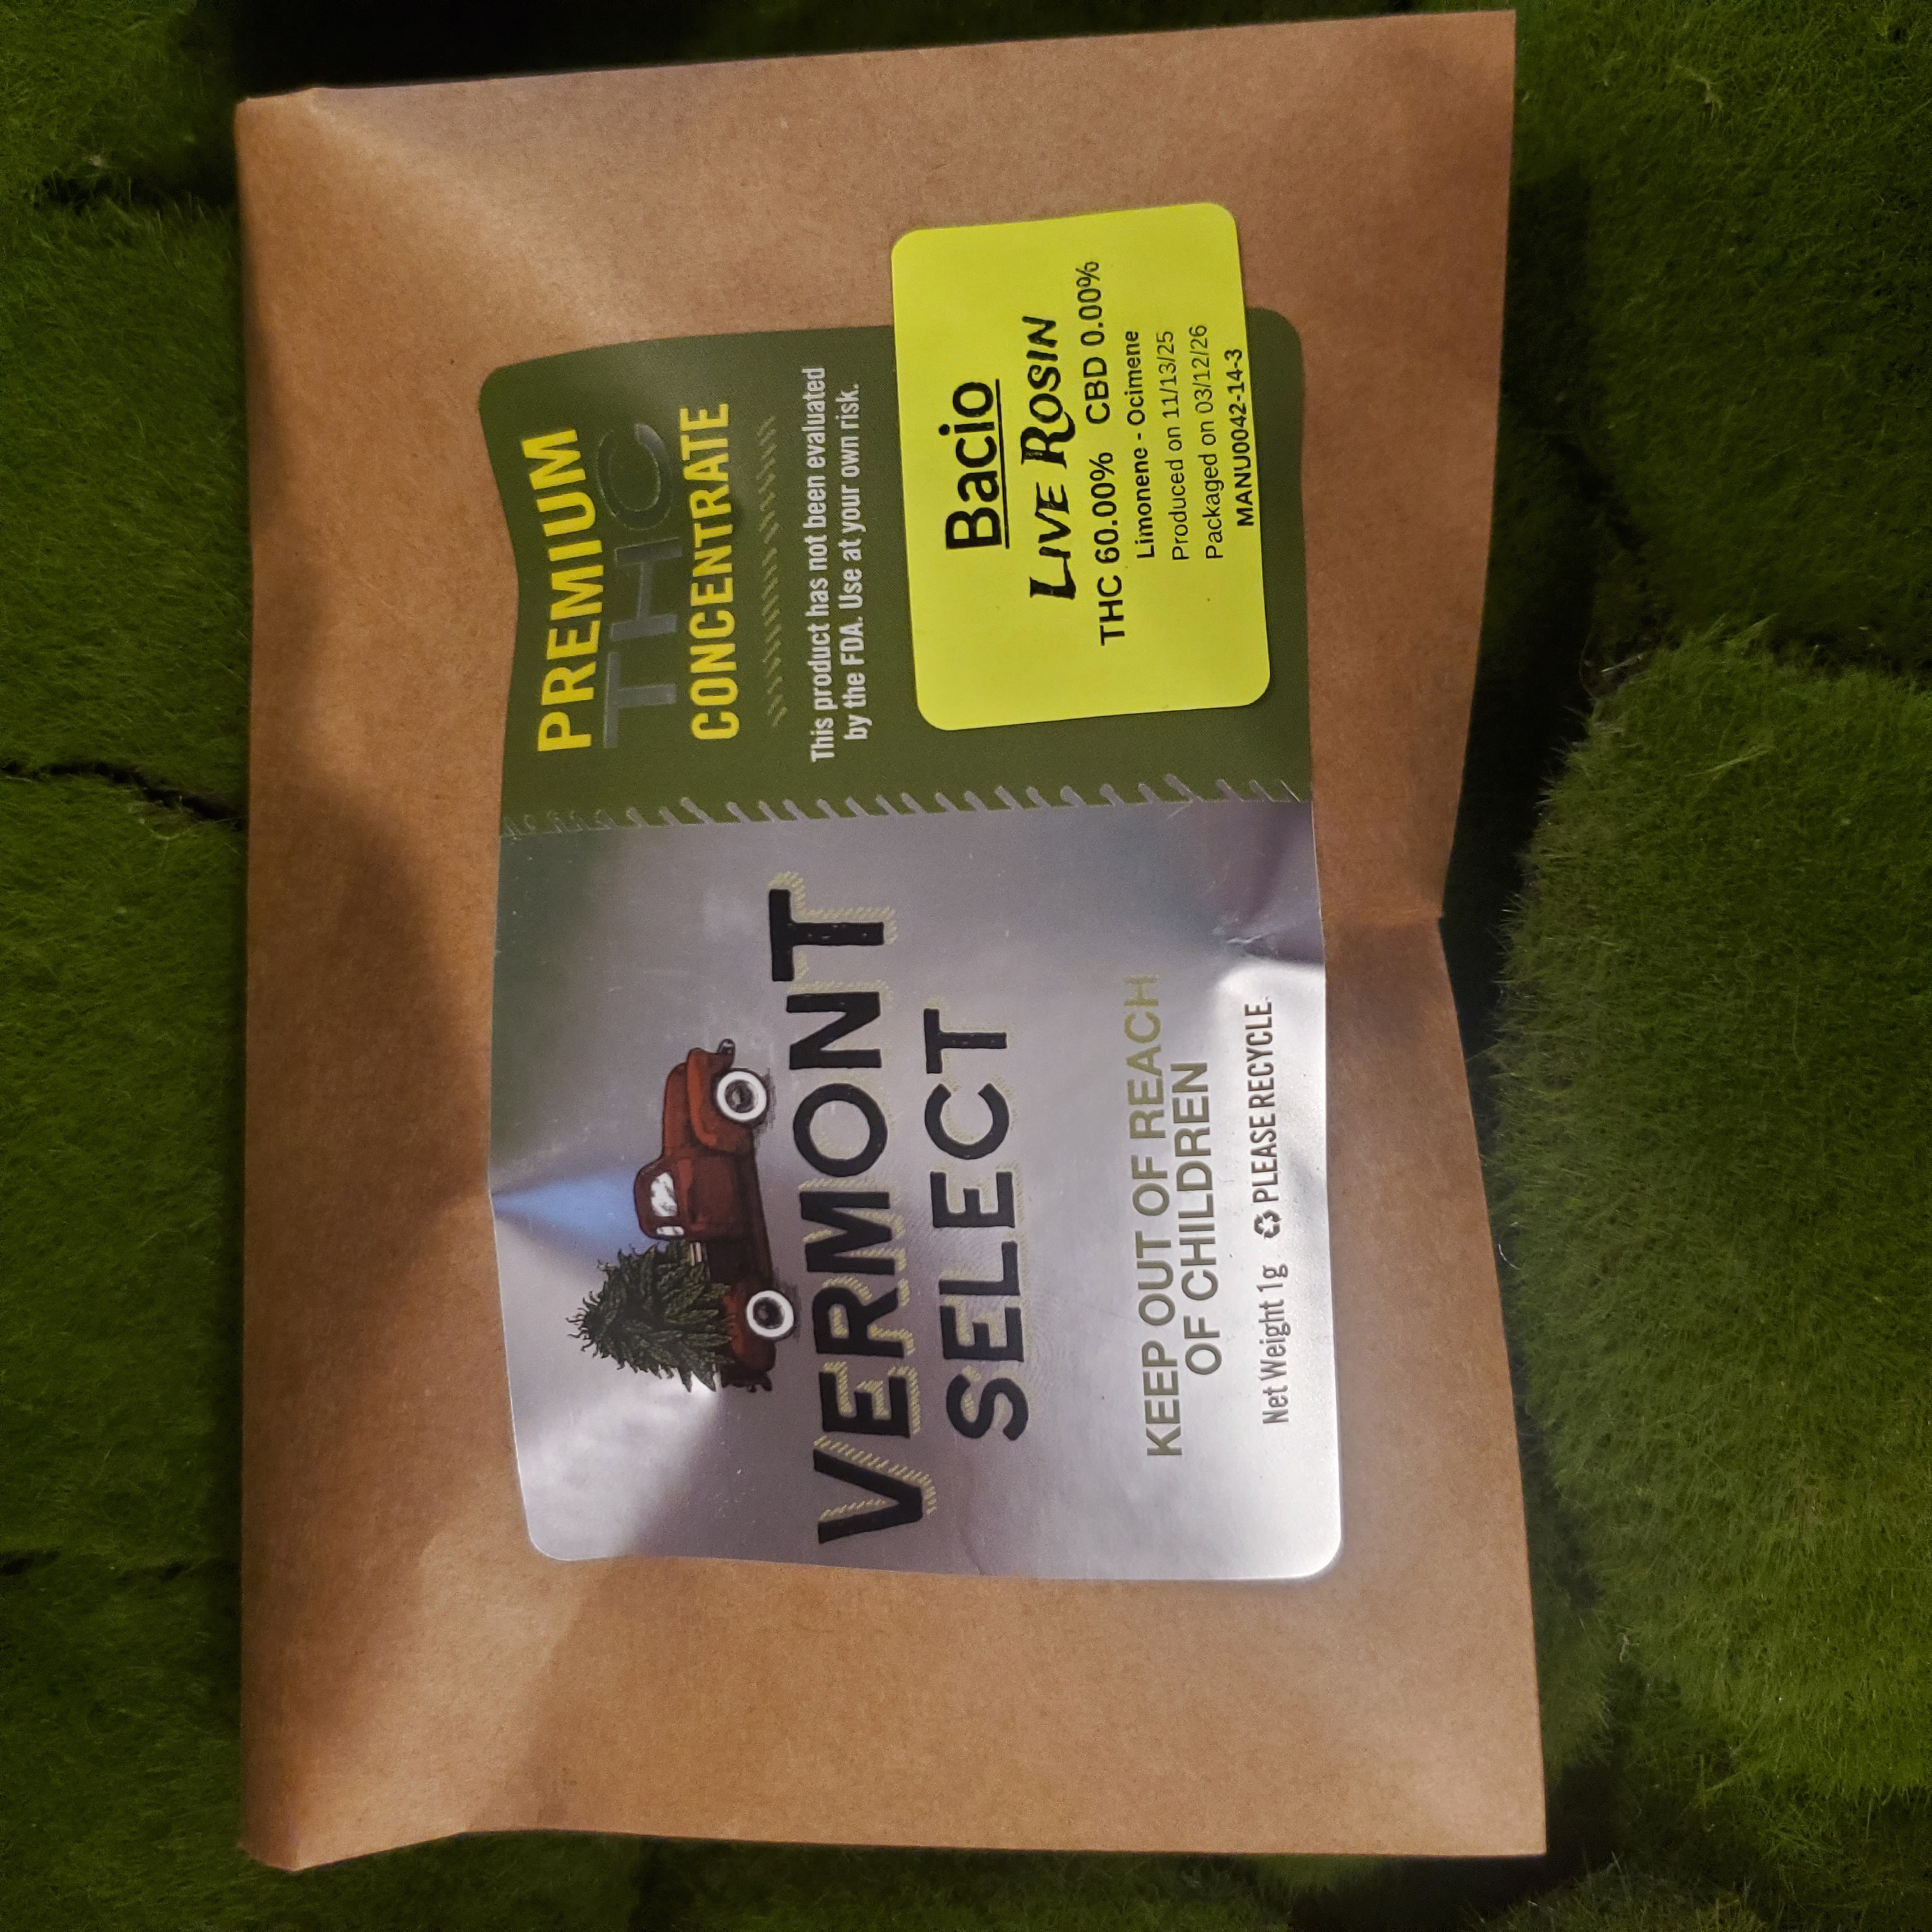 VERMONT
SELECT
KEEP OUT OF REACH
OF CHILDREN
Net Weight 1g PLEASE RECYCLE
PREMIUM
THC
CONCENTRATE
This product has not been evaluated
by the FDA. Use at your own risk.
Bacio
LIVE ROSIN
THC 60.00% CBD 0.00%
Limonene - Ocimene
Produced on 11/13/25
Packaged on 03/12/26
MANU0042-14-3